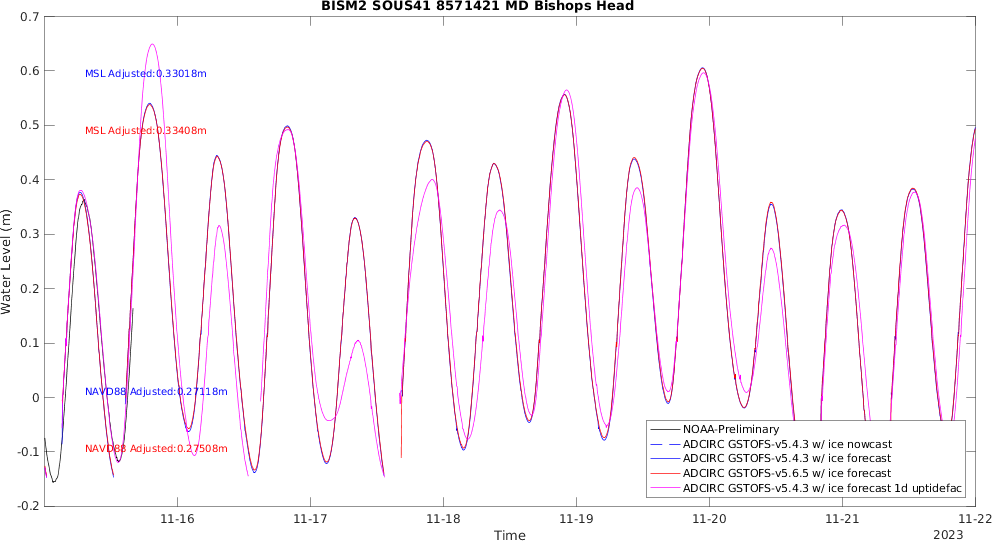 BISM2 SOUS41 8571421 MD Bishops Head
0.7
0.6
0.5
0.4
0.3
0.2
0.1
0
-0.1
-0.2
Water Level (m)
MSL Adjusted:0.33018m
MSL Adjusted:0.33408m
NAVD88 Adjusted:0.27118m
NAVD88 Adjusted:0.27508m
NOAA-Preliminary
ADCIRC GSTOFS-v5.4.3 w/ ice nowcast
ADCIRC GSTOFS-v5.4.3 w/ ice forecast
ADCIRC GSTOFS-v5.6.5 w/ ice forecast
ADCIRC GSTOFS-v5.4.3 w/ ice forecast 1d uptidefac
11-16
11-17
11-18
11-19
11-20
11-21
11-22
Time
2023